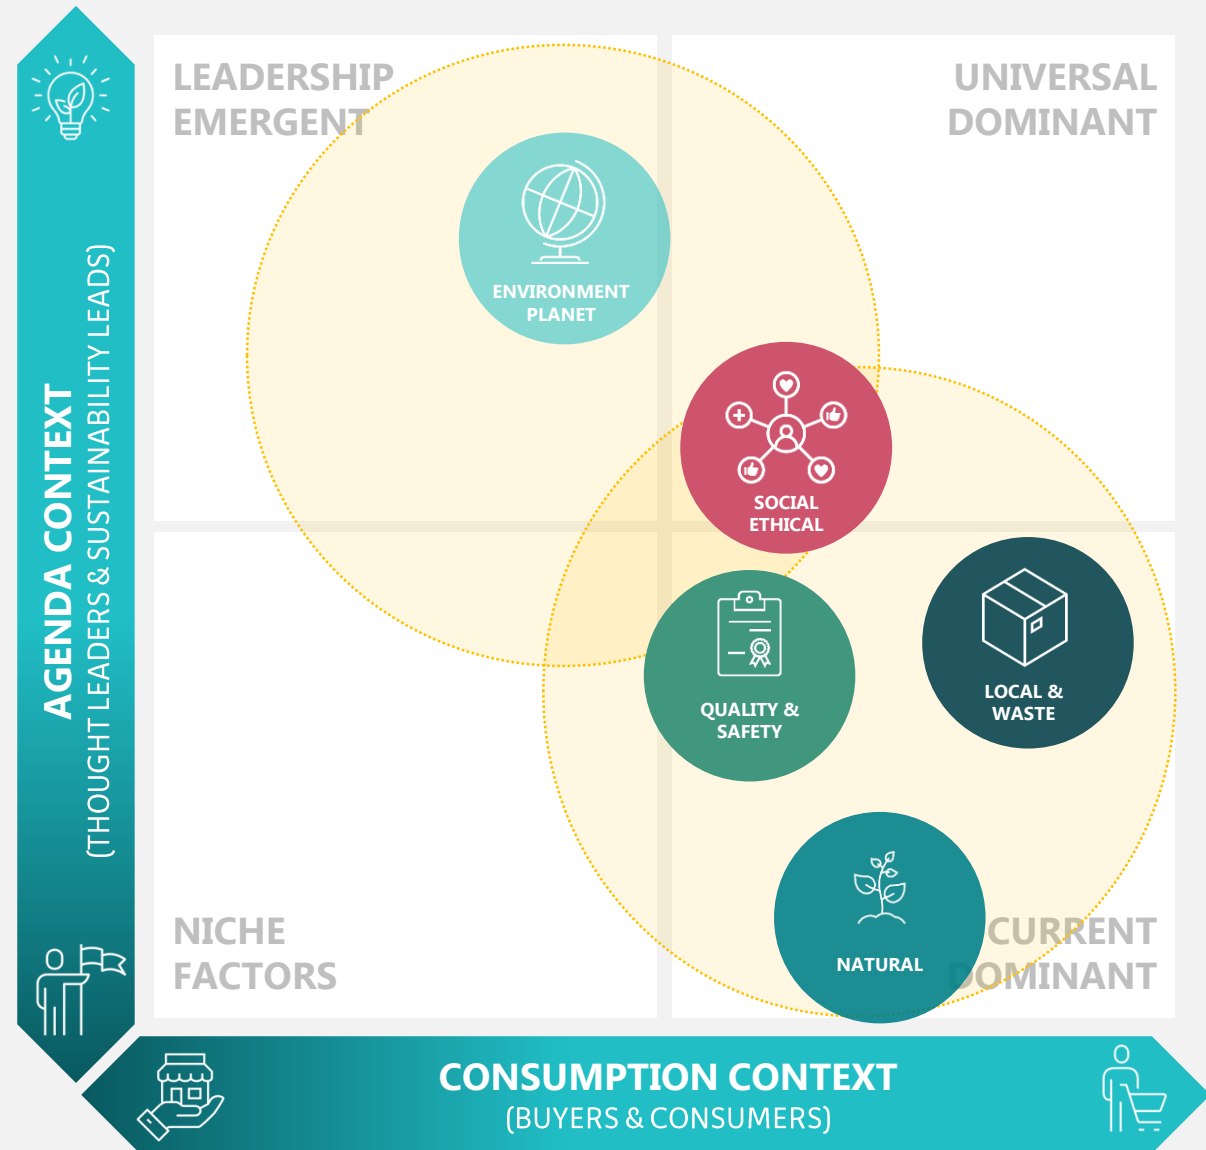 LEADERSHIP
EMERGENT
UNIVERSAL
DOMINANT
ENVIRONMENT
PLANET
SOCIAL
ETHICAL
QUALITY &
SAFETY
LOCAL &
WASTE
NATURAL
NICHE
FACTORS
CURRENT
DOMINANT
AGENDA CONTEXT
(THOUGHT LEADERS & SUSTAINABILITY LEADS)
CONSUMPTION CONTEXT
(BUYERS & CONSUMERS)